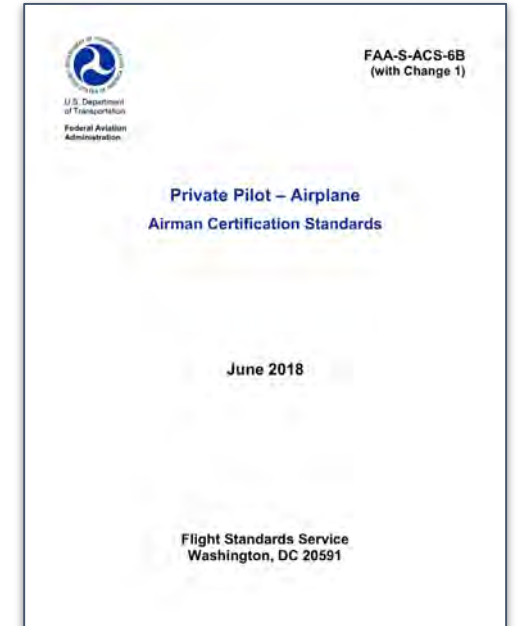 FAA-S-ACS-6B
(with Change 1)
U.S. Department
of Transportation
Federal Aviation
Administration
Private Pilot – Airplane
Airman Certification Standards
June 2018
Flight Standards Service
Washington, DC 20591